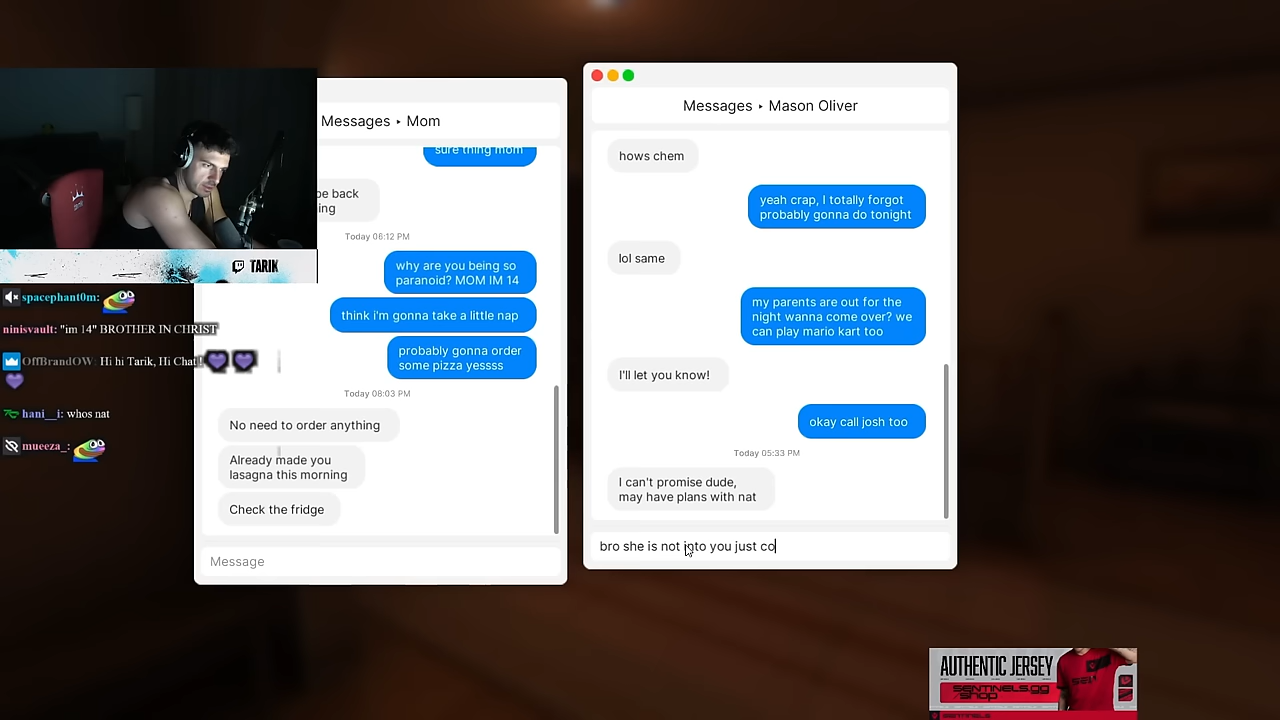 Messages ▸ Mom
sure thing mom
be back
ing
Today 06:12 PM
why are you being so
paranoid? MOM IM 14
think i'm gonna take a little nap
probably gonna order
some pizza yessss
Today 08:03 PM
No need to order anything
Already made you
lasagna this morning
Check the fridge
Message
Messages ▸ Mason Oliver
hows chem
yeah crap, I totally forgot
probably gonna do tonight
lol same
my parents are out for the
night wanna come over? we
can play mario kart too
I'll let you know!
okay call josh too
Today 05:33 PM
I can't promise dude,
may have plans with nat
bro she is not into you just co
TARIK
spacephant0m:
ninisvault: "im 14" BROTHER IN CHRIST
OffBrandOW: Hi hi Tarik, Hi Chat!
hani__i: whos nat
mueeza_:
AUTHENTIC JERSEY
SENTINELS.GG
SHOP